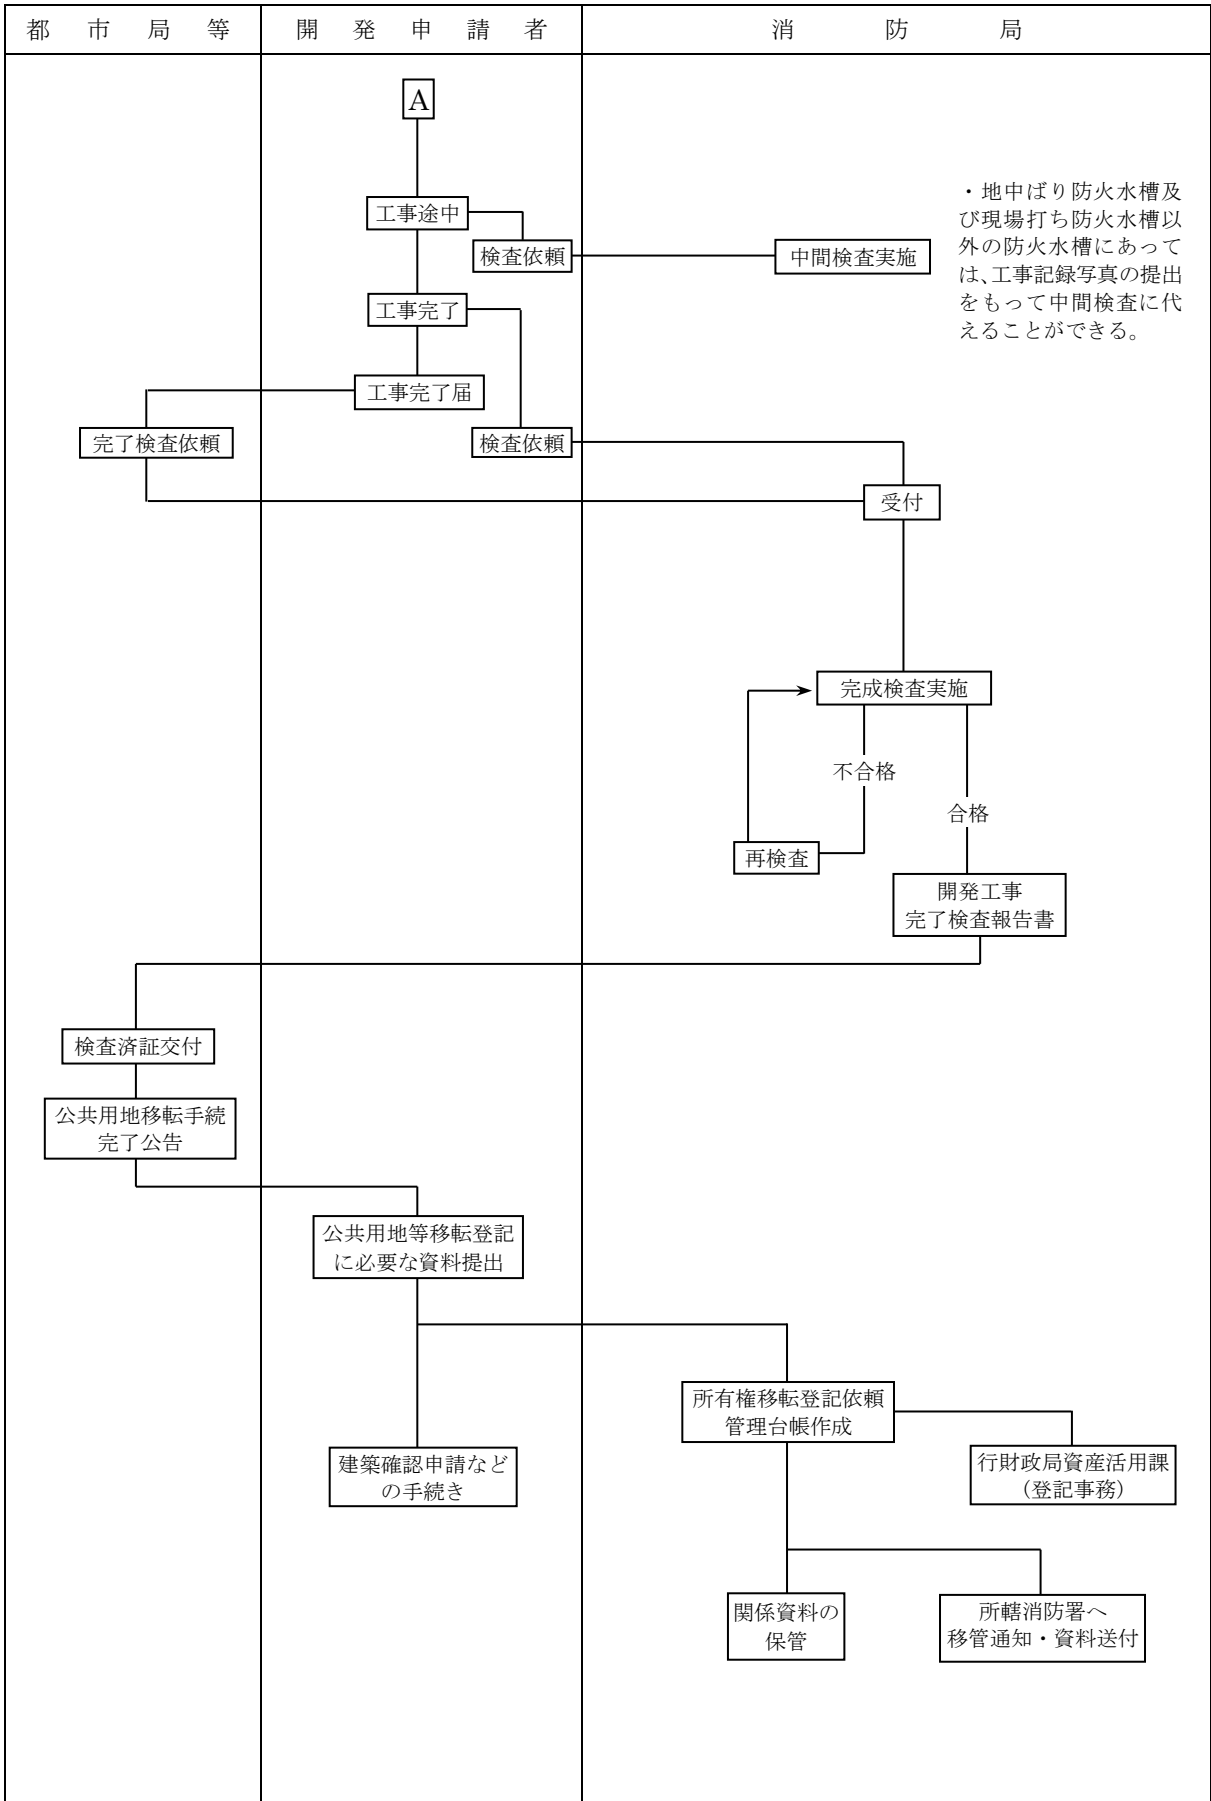 都市局等
開発申請者
消防局
A
工事途中
検査依頼
中間検査実施
・地中ばり防火水槽及
び現場打ち防火水槽以
外の防火水槽にあって
は、工事記録写真の提出
をもって中間検査に代
えることができる。
工事完了
工事完了届
完了検査依頼
検査依頼
受付
完成検査実施
不合格
合格
再検査
開発工事
完了検査報告書
検査済証交付
公共用地移転手続
完了公告
公共用地等移転登記
に必要な資料提出
所有権移転登記依頼
管理台帳作成
建築確認申請など
の手続き
行財政局資産活用課
（登記事務）
関係資料の
保管
所轄消防署へ
移管通知・資料送付